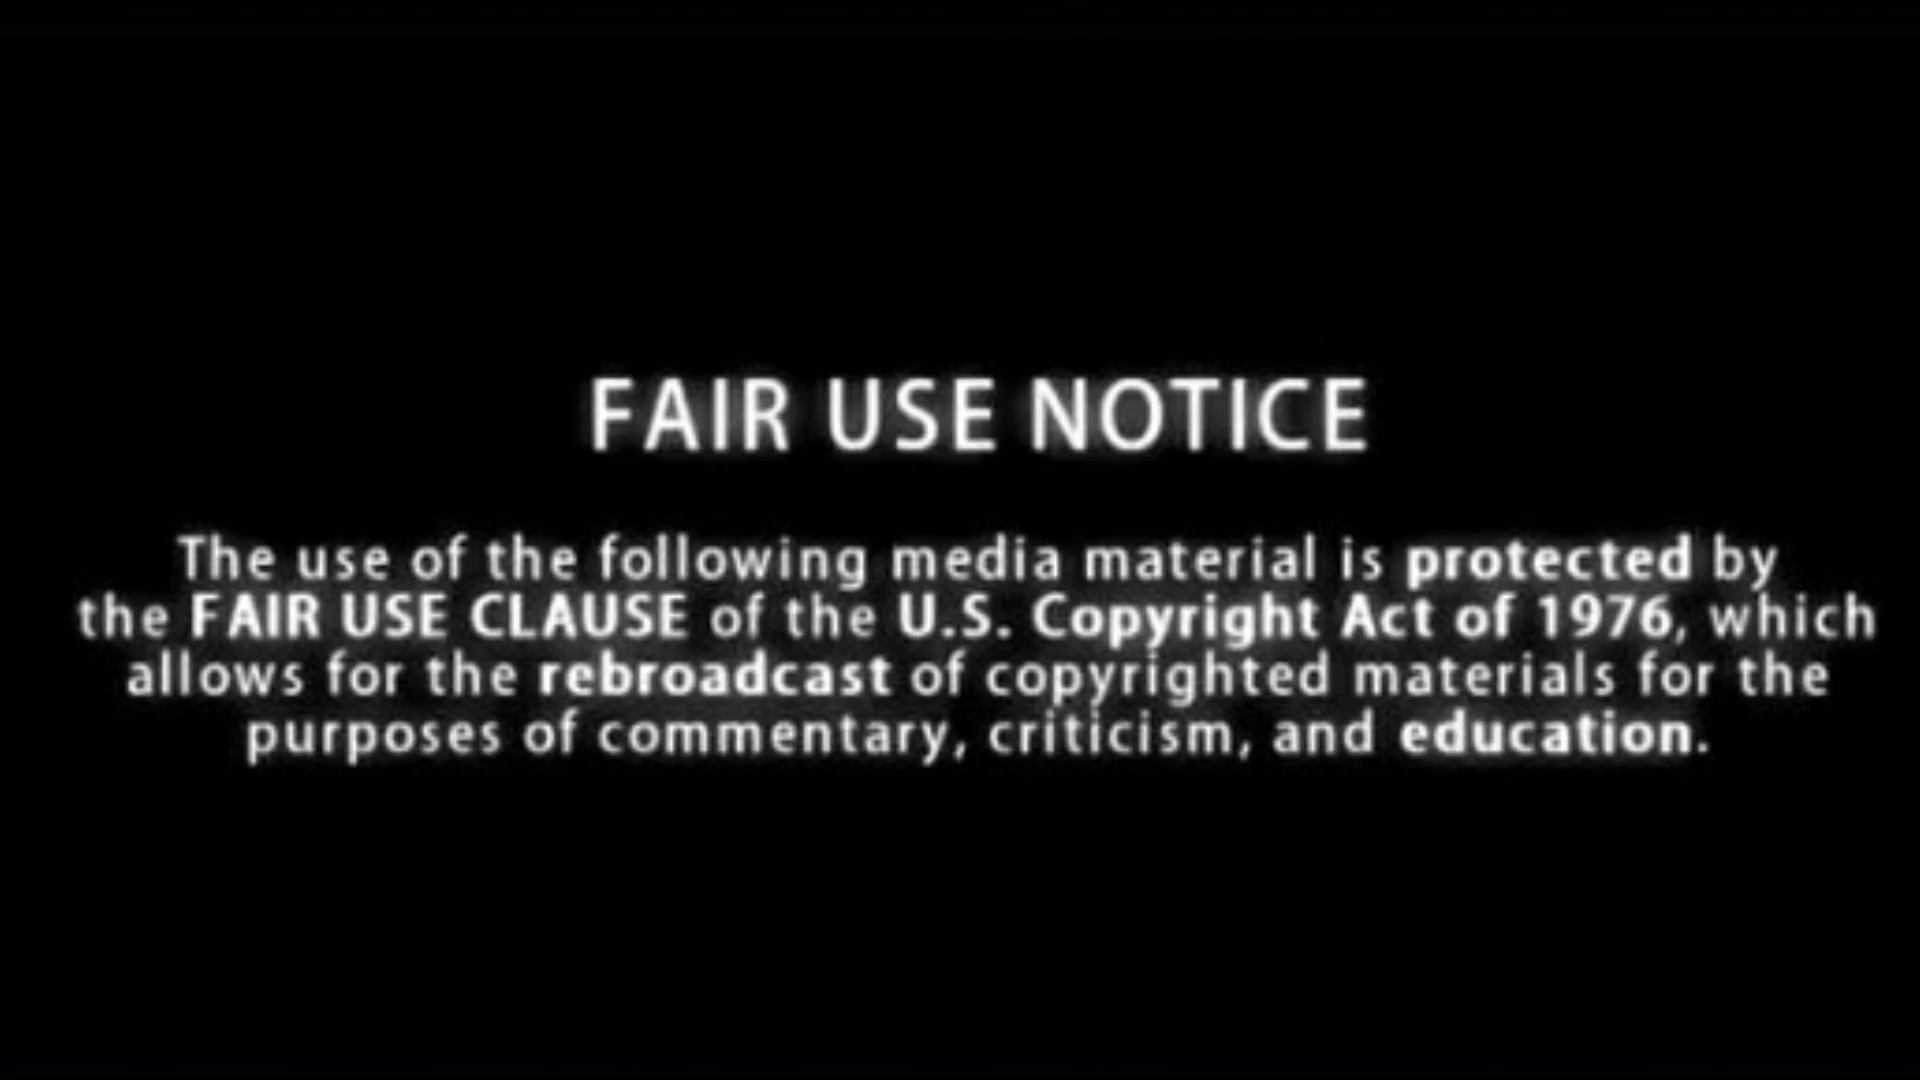 FAIR USE NOTICE
The use of the following media material is protected by
the FAIR USE CLAUSE of the U.S. Copyright Act of 1976, which
allows for the rebroadcast of copyrighted materials for the
purposes of commentary, criticism, and education.